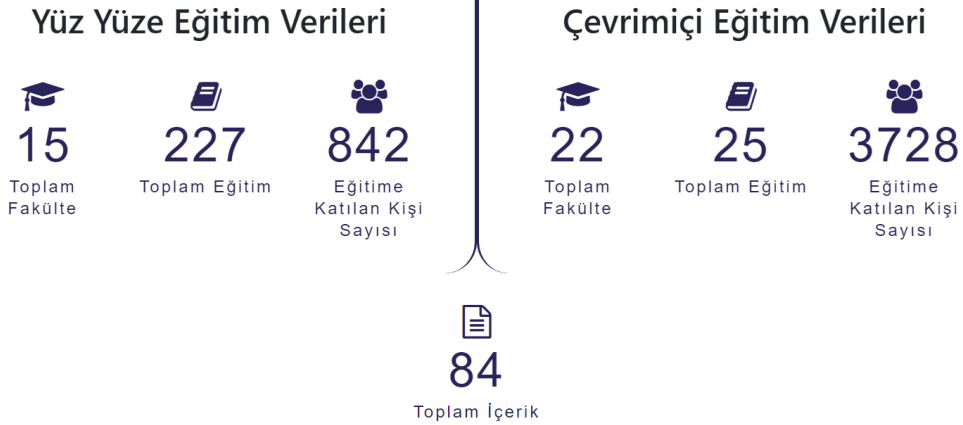 Yüz Yüze Eğitim Verileri
15
Toplam
Fakülte
227
Toplam Eğitim
842
Eğitime
Katılan Kişi
Sayısı
Çevrimiçi Eğitim Verileri
22
Toplam
Fakülte
25
Toplam Eğitim
3728
Eğitime
Katılan Kişi
Sayısı
84
Toplam İçerik